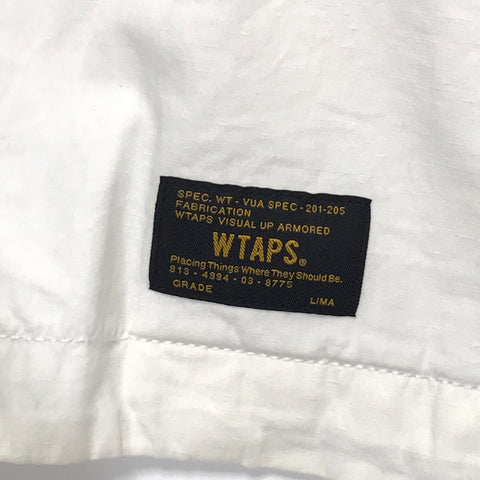 SPEC. WT - VUA SPEC - 201-205
FABRICATION
WTAPS VISUAL UP ARMORED
WTAPS®
Placing Things Where They Should Be.
813 - 4994 - 03 - 8775
GRADE LIMA